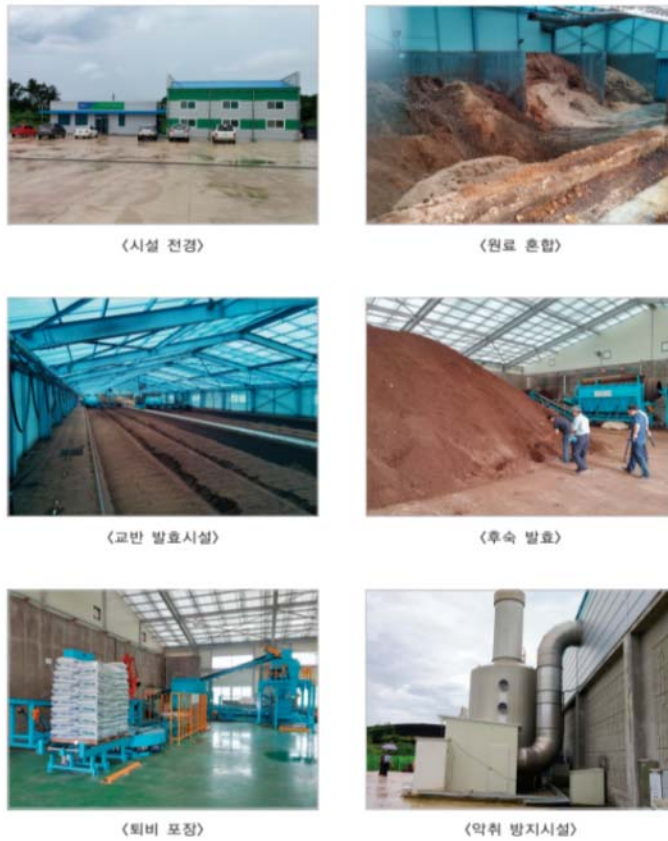 <시설 전경>
<원료 혼합>
<교반 발효시설>
<후숙 발효>
<퇴비 포장>
<악취 방지시설>